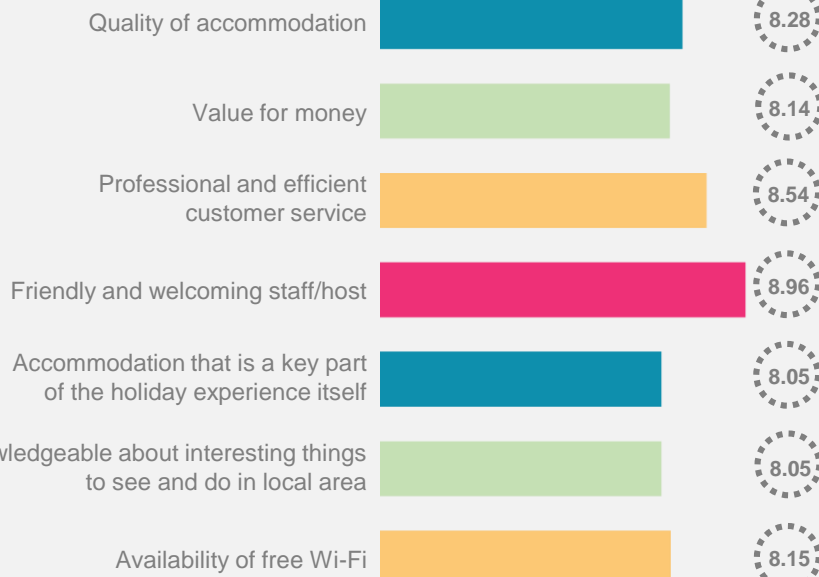 Quality of accommodation
8.28
Value for money
8.14
Professional and efficient
customer service
8.54
Friendly and welcoming staff/host
8.96
Accommodation that is a key part
of the holiday experience itself
8.05
wledgeable about interesting things
to see and do in local area
8.05
Availability of free Wi-Fi
8.15